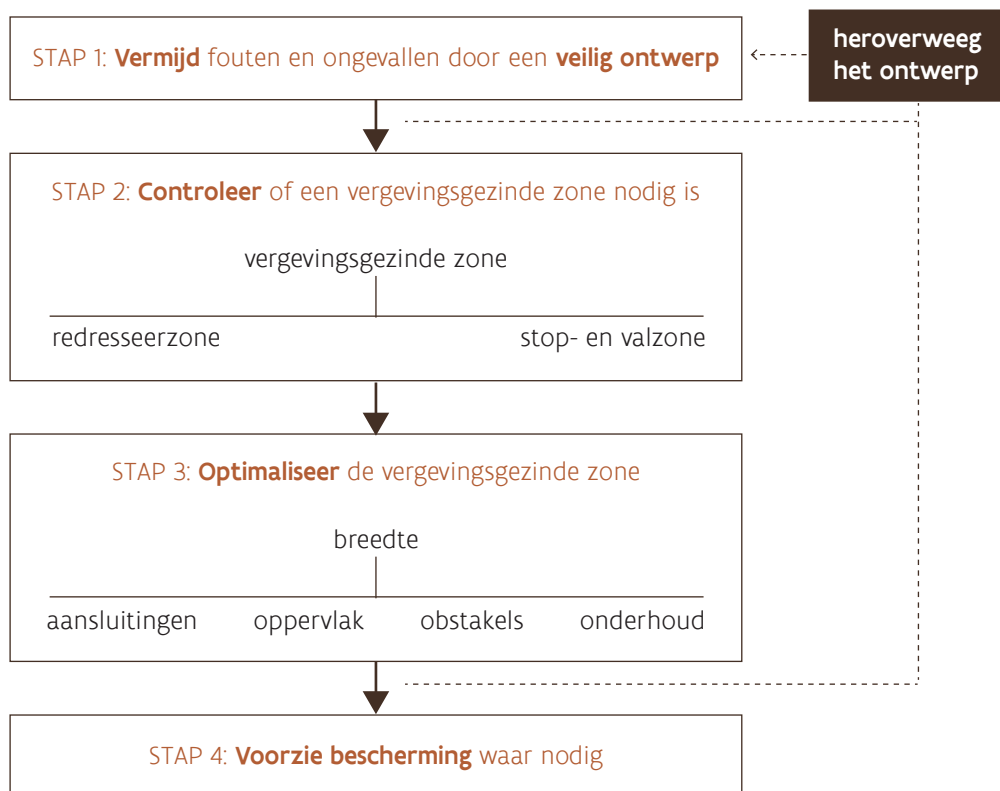 STAP 1: Vermijd fouten en ongevallen door een veilig ontwerp
heroverweeg
het ontwerp
STAP 2: Controleer of een vergevingsgezinde zone nodig is
vergevingsgezinde zone
redresseerzone
stop- en valzone
STAP 3: Optimaliseer de vergevingsgezinde zone
breedte
aansluitingen
oppervlak
obstakels
onderhoud
STAP 4: Voorzie bescherming waar nodig